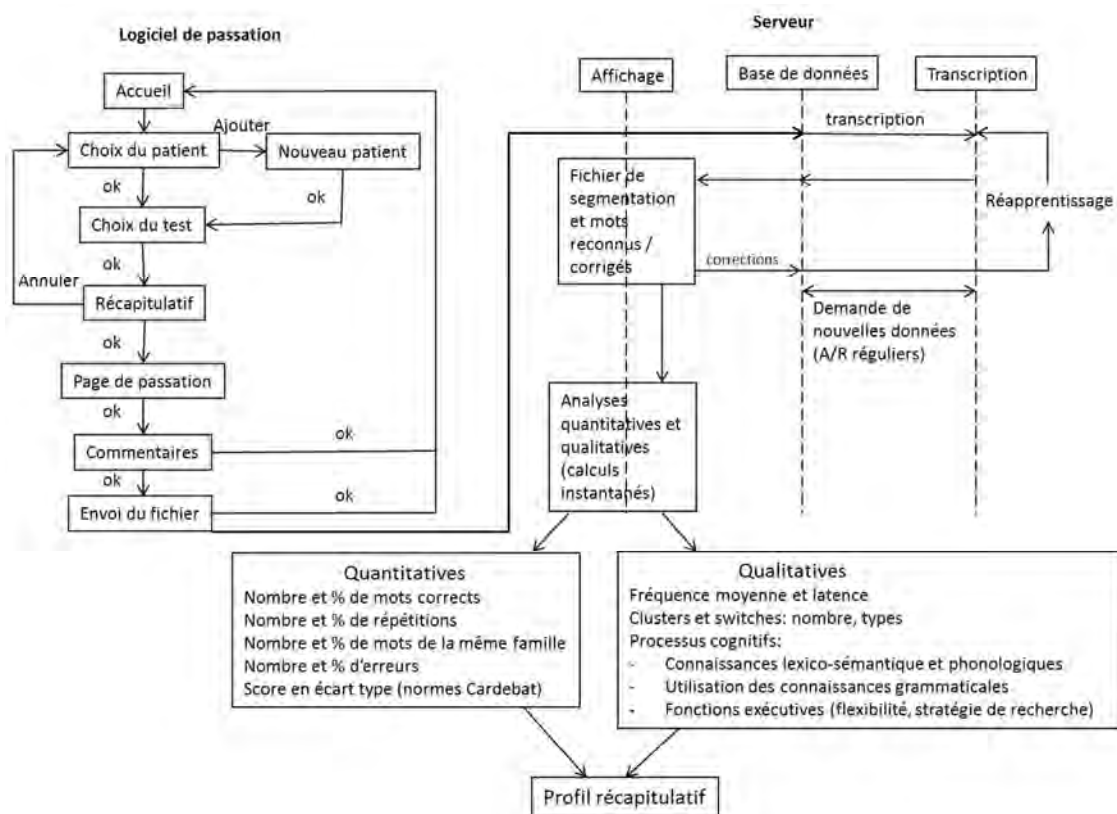 Logiciel de passation
Accueil
Ajouter
Choix du patient
Nouveau patient
ok
ok
Choix du test
ok
Annuler
Récapitulatif
ok
Page de passation
ok
ok
Commentaires
ok
ok
Envoi du fichier
Serveur
Affichage
Base de données
Transcription
transcription
Fichier de
segmentation
et mots
reconnus /
corrigés
Réapprentissage
corrections
Demande de
nouvelles données
(A/R réguliers)
Analyses
quantitatives et
qualitatives
(calculs
instantanés)
Quantitatives
Nombre et % de mots corrects
Nombre et % de répétitions
Nombre et % de mots de la même famille
Nombre et % d'erreurs
Score en écart type (normes Cardebat)
Qualitatives
Fréquence moyenne et latence
Clusters et switches: nombre, types
Processus cognitifs:
- Connaissances lexico-sémantique et phonologiques
- Utilisation des connaissances grammaticales
- Fonctions exécutives (flexibilité, stratégie de recherche)
Profil récapitulatif